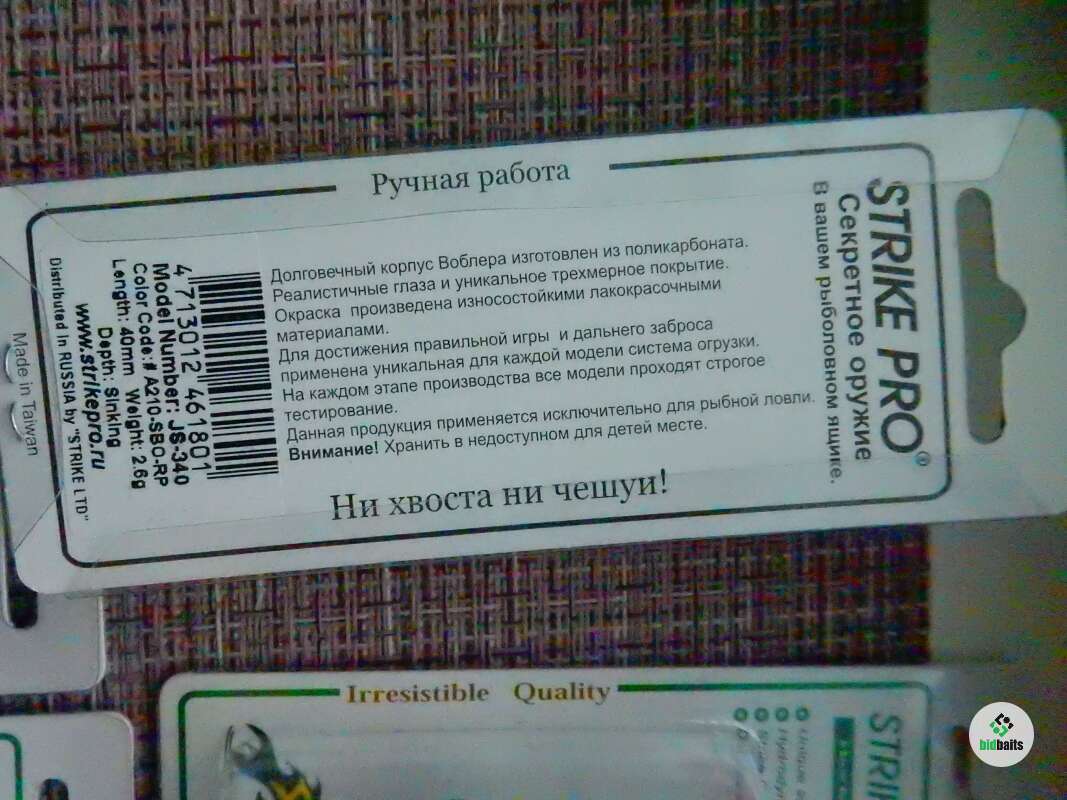 STRIKE PRO®
Секретное оружие
В вашем рыболовном ящике.
Ручная работа
Долговечный корпус Воблера изготовлен из поликарбоната.
Реалистичные глаза и уникальное трехмерное покрытие.
Окраска произведена износостойкими лакокрасочными
материалами.
Для достижения правильной игры и дальнего заброса
применена уникальная для каждой модели система огрузки.
На каждом этапе производства все модели проходят строгое
тестирование.
Данная продукция применяется исключительно для рыбной ловли.
Внимание! Хранить в недоступном для детей месте.
Ни хвоста ни чешуи!
4 713012 461801
Model Number: JS-340
Color Code:# A210-SBO-RP
Length: 40mm Weight: 2.6g
Depth: Sinking
www.strikepro.ru
Distributed in RUSSIA by "STRIKE LTD"
Made in Taiwan
Irresistible Quality
bidbaits